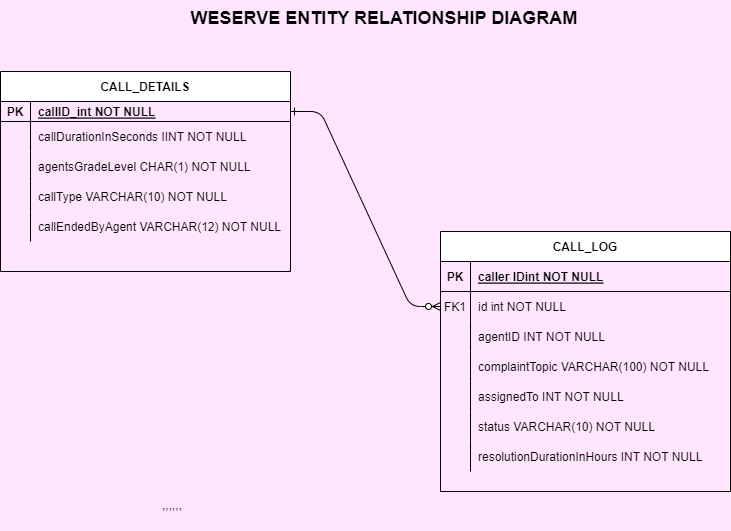 WESERVE ENTITY RELATIONSHIP DIAGRAM
CALL_DETAILS
PK callID_int NOT NULL
callDurationInSeconds IINT NOT NULL
agentsGradeLevel CHAR(1) NOT NULL
callType VARCHAR(10) NOT NULL
callEndedByAgent VARCHAR(12) NOT NULL
CALL_LOG
PK caller IDint NOT NULL
FK1 id int NOT NULL
agentID INT NOT NULL
complaintTopic VARCHAR(100) NOT NULL
assignedTo INT NOT NULL
status VARCHAR(10) NOT NULL
resolutionDurationInHours INT NOT NULL
,,,,,,